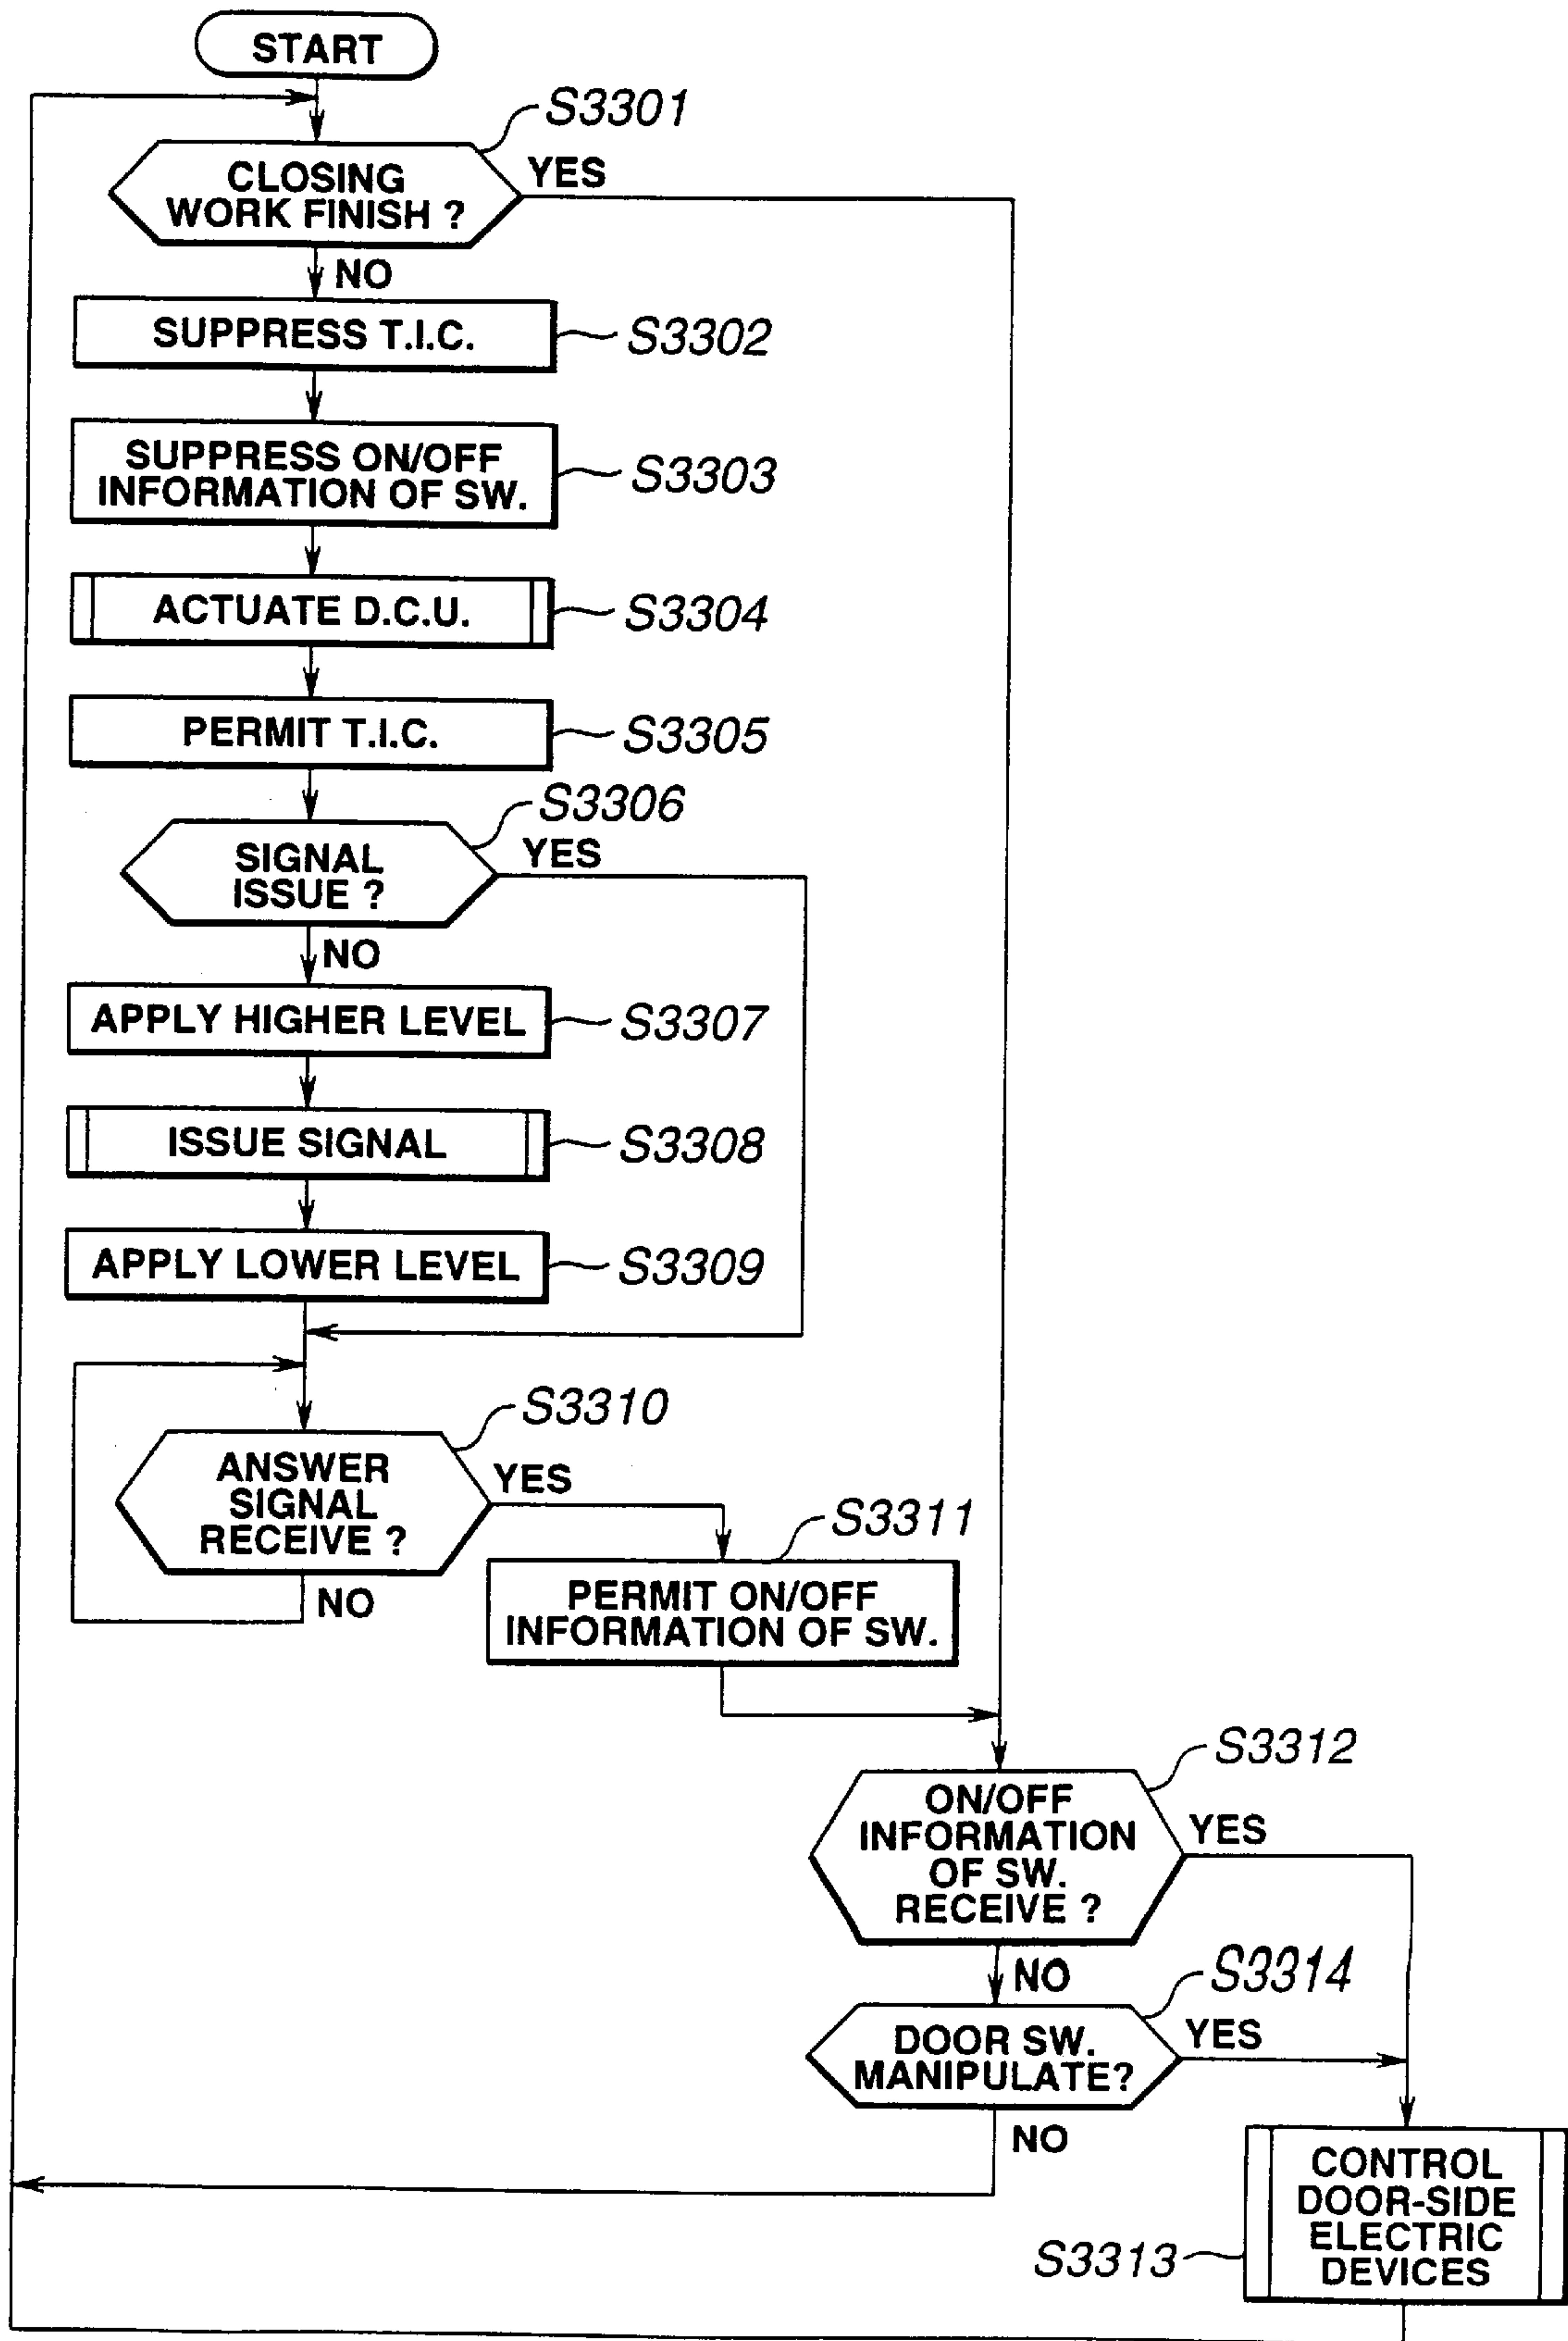 START
S3301
CLOSING
WORK FINISH ?
YES
NO
SUPPRESS T.I.C.
S3302
SUPPRESS ON/OFF
INFORMATION OF SW.
S3303
ACTUATE D.C.U.
S3304
PERMIT T.I.C.
S3305
S3306
SIGNAL
ISSUE ?
YES
NO
APPLY HIGHER LEVEL
S3307
ISSUE SIGNAL
S3308
APPLY LOWER LEVEL
S3309
S3310
ANSWER
SIGNAL
RECEIVE ?
YES
NO
S3311
PERMIT ON/OFF
INFORMATION OF SW.
S3312
ON/OFF
INFORMATION
OF SW.
RECEIVE ?
YES
NO
S3314
DOOR SW.
MANIPULATE?
YES
NO
CONTROL
DOOR-SIDE
ELECTRIC
DEVICES
S3313